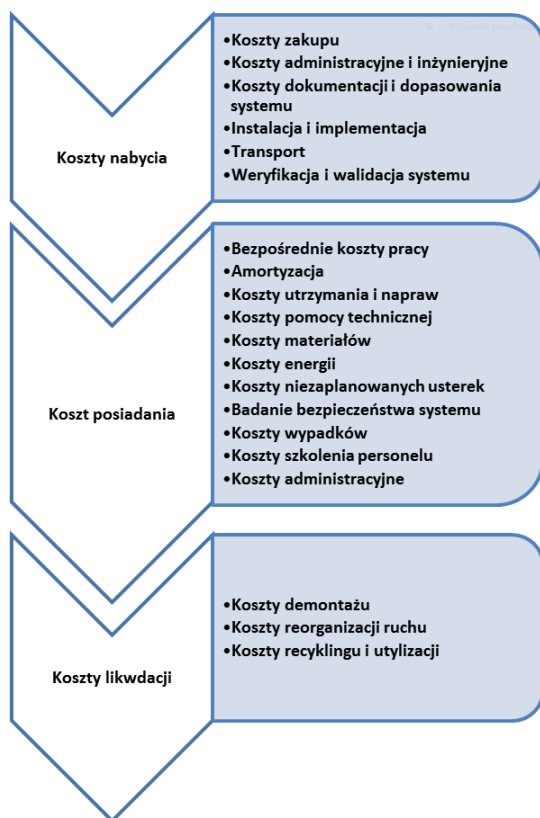 Koszty nabycia
•Koszty zakupu
•Koszty administracyjne i inżynieryjne
•Koszty dokumentacji i dopasowania
systemu
•Instalacja i implementacja
•Transport
•Weryfikacja i walidacja systemu
Koszt posiadania
•Bezpośrednie koszty pracy
•Amortyzacja
•Koszty utrzymania i napraw
•Koszty pomocy technicznej
•Koszty materiałów
•Koszty energii
•Koszty niezaplanowanych usterek
•Badanie bezpieczeństwa systemu
•Koszty wypadków
•Koszty szkolenia personelu
•Koszty administracyjne
Koszty likwdacji
•Koszty demontażu
•Koszty reorganizacji ruchu
•Koszty recyklingu i utylizacji